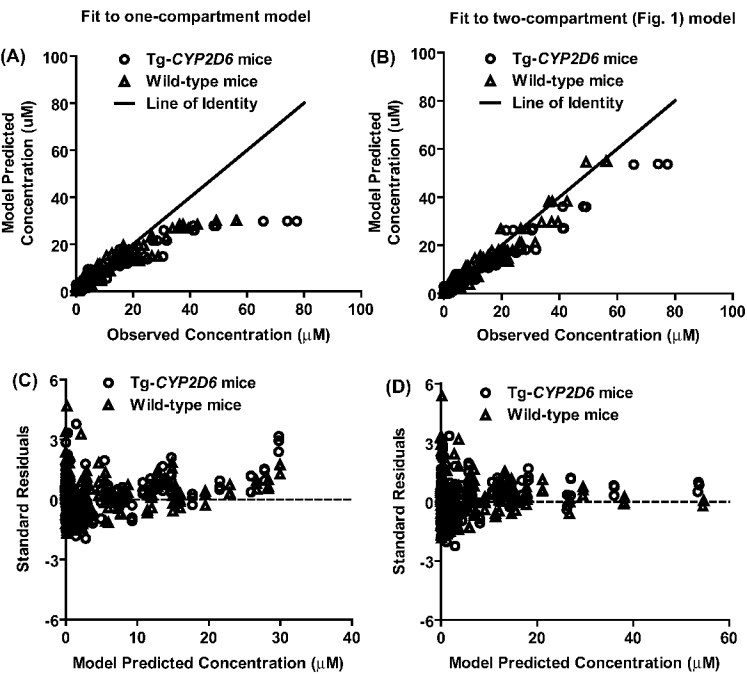 Fit to one-compartment model
Fit to two-compartment (Fig. 1) model
(A)
Tg-CYP2D6 mice
Wild-type mice
Line of Identity
Model Predicted
Concentration (uM)
100
80
60
40
20
0
0 20 40 60 80 100
Observed Concentration (μM)
(B)
Tg-CYP2D6 mice
Wild-type mice
Line of Identity
Model Predicted
Concentration (uM)
100
80
60
40
20
0
0 20 40 60 80 100
Observed Concentration (μM)
(C)
Tg-CYP2D6 mice
Wild-type mice
Standard Residuals
6
3
0
-3
-6
0 10 20 30 40
Model Predicted Concentration (μM)
(D)
Tg-CYP2D6 mice
Wild-type mice
Standard Residuals
6
3
0
-3
-6
0 20 40 60
Model Predicted Concentration (μM)